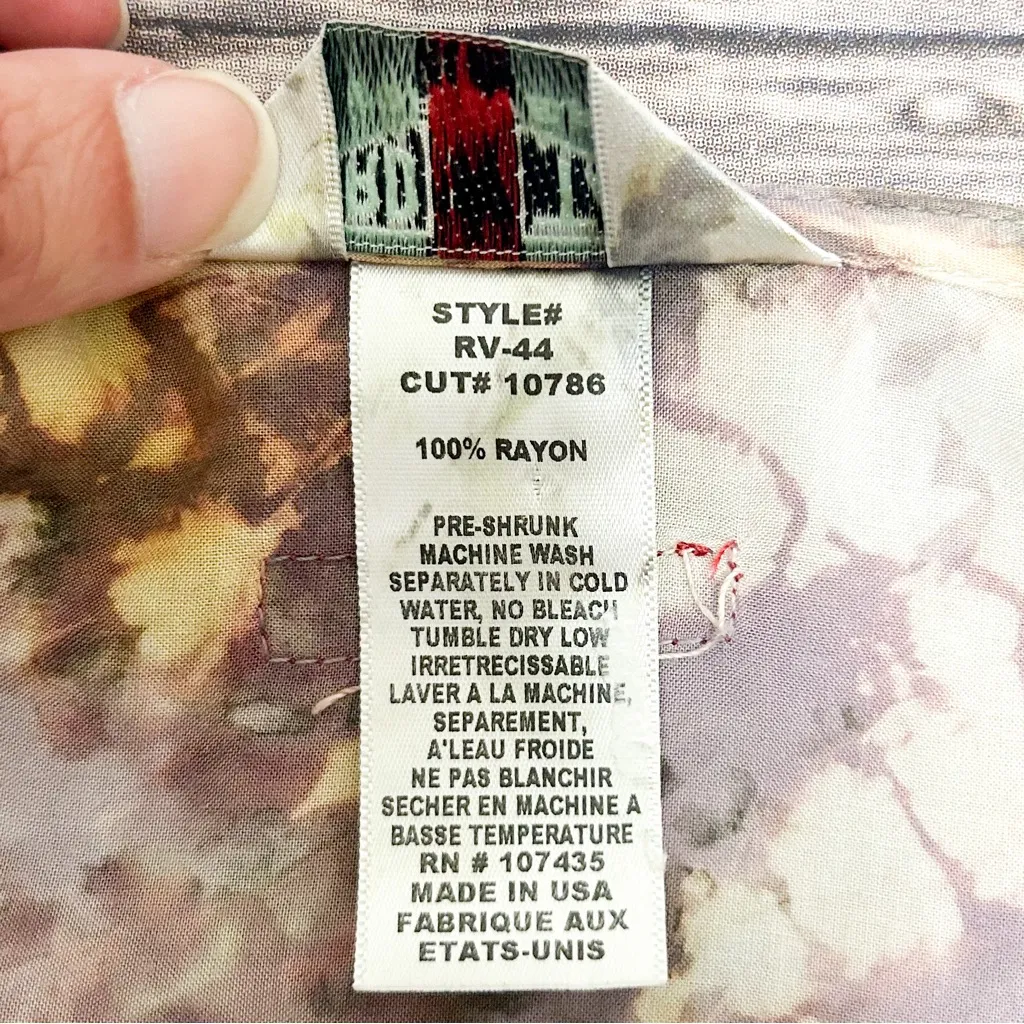 STYLE#
RV-44
CUT# 10786
100% RAYON
PRE-SHRUNK
MACHINE WASH
SEPARATELY IN COLD
WATER, NO BLEACH
TUMBLE DRY LOW
IRRETRECISSABLE
LAVER A LA MACHINE,
SEPAREMENT,
A'LEAU FROIDE
NE PAS BLANCHIR
SECHER EN MACHINE A
BASSE TEMPERATURE
RN # 107435
MADE IN USA
FABRIQUE AUX
ETATS-UNIS